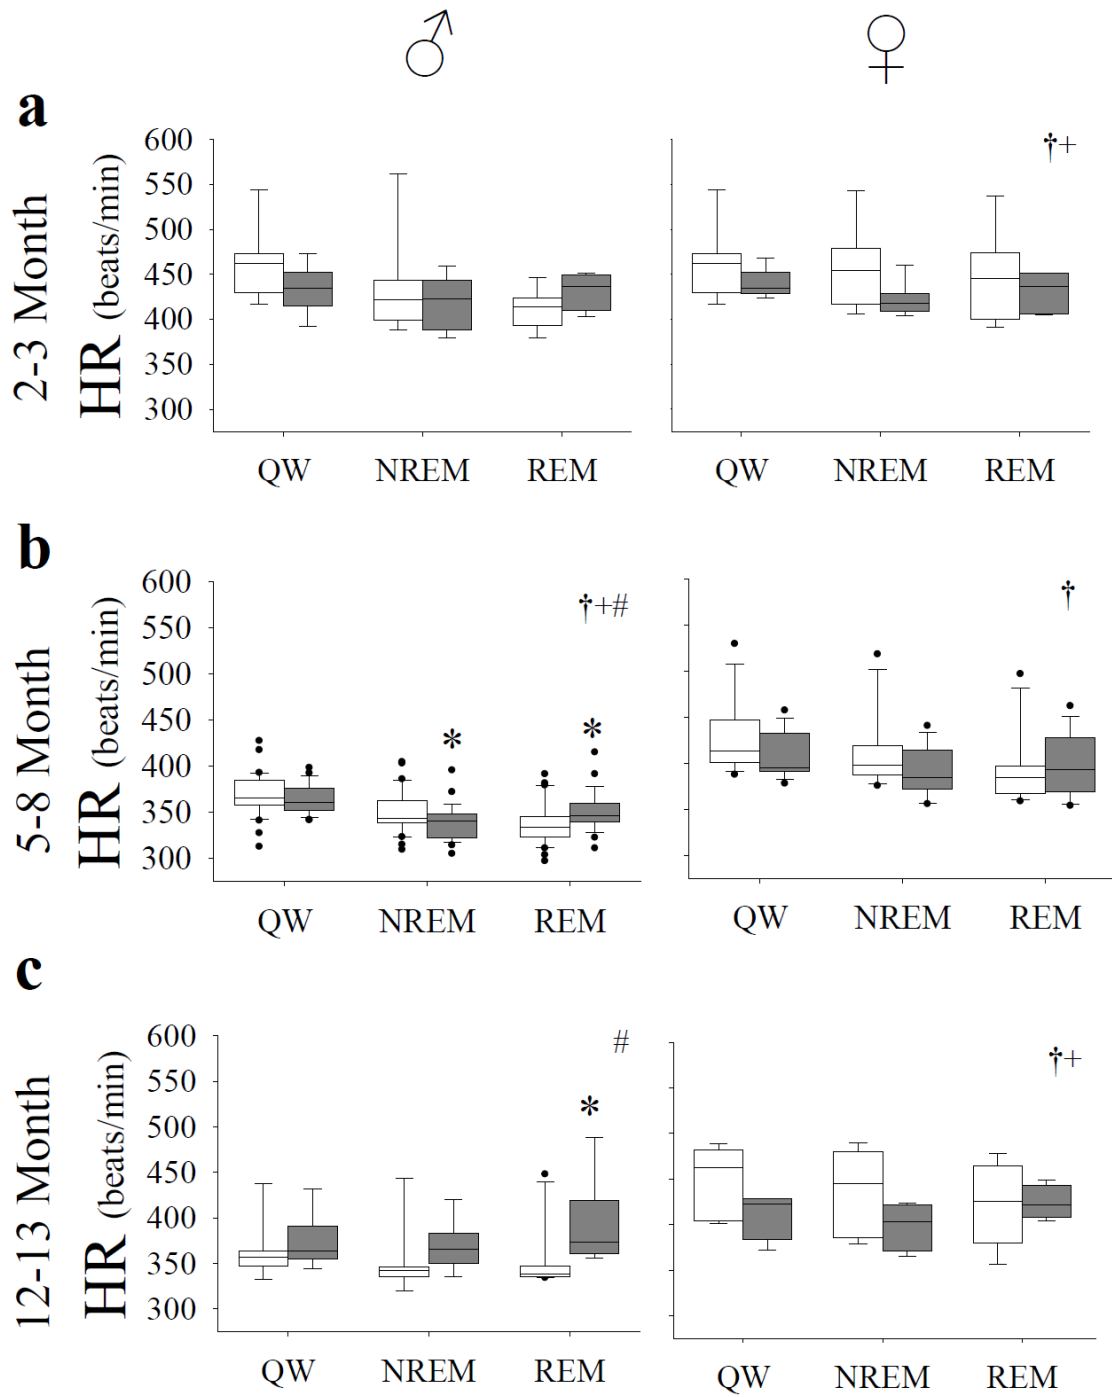 ♂ ♀
a
2-3 Month
HR (beats/min)
600
550
500
450
400
350
300
†+
QW NREM REM
QW NREM REM
b
5-8 Month
HR (beats/min)
600
550
500
450
400
350
300
†+#
*
*
†
QW NREM REM
QW NREM REM
c
12-13 Month
HR (beats/min)
600
550
500
450
400
350
300
#
*
†+
QW NREM REM
QW NREM REM